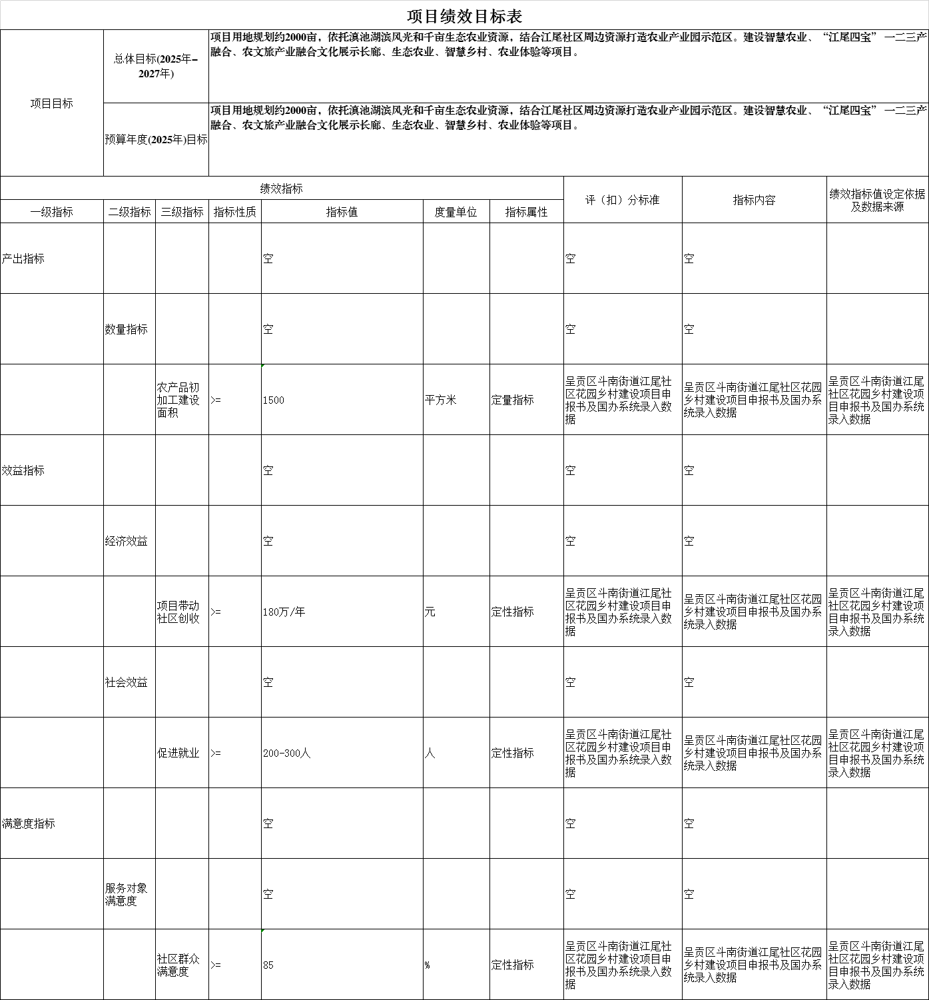 项目绩效目标表
项目目标
总体目标(2025年-
2027年)
项目用地规划约2000亩，依托滇池湖滨风光和千亩生态农业资源，结合江尾社区周边资源打造农业产业园示范区。建设智慧农业、“江尾四宝” 一二三产
融合、农文旅产业融合文化展示长廊、生态农业、智慧乡村、农业体验等项目。
预算年度(2025年)目标
项目用地规划约2000亩，依托滇池湖滨风光和千亩生态农业资源，结合江尾社区周边资源打造农业产业园示范区。建设智慧农业、“江尾四宝” 一二三产
融合、农文旅产业融合文化展示长廊、生态农业、智慧乡村、农业体验等项目。
绩效指标
评（扣）分标准
指标内容
绩效指标值设定依据
及数据来源
一级指标
二级指标
三级指标
指标性质
指标值
度量单位
指标属性
产出指标
空
空
空
数量指标
空
空
空
农产品初
加工建设
面积
>=
1500
平方米
定量指标
呈贡区斗南街道江尾社
区花园乡村建设项目申
报书及国办系统录入数
据
呈贡区斗南街道江尾社区花园
乡村建设项目申报书及国办系
统录入数据
呈贡区斗南街道江尾
社区花园乡村建设项
目申报书及国办系统
录入数据
效益指标
空
空
空
经济效益
空
空
空
项目带动
社区创收
>=
180万/年
元
定性指标
呈贡区斗南街道江尾社
区花园乡村建设项目申
报书及国办系统录入数
据
呈贡区斗南街道江尾社区花园
乡村建设项目申报书及国办系
统录入数据
呈贡区斗南街道江尾
社区花园乡村建设项
目申报书及国办系统
录入数据
社会效益
空
空
空
促进就业
>=
200-300人
人
定性指标
呈贡区斗南街道江尾社
区花园乡村建设项目申
报书及国办系统录入数
据
呈贡区斗南街道江尾社区花园
乡村建设项目申报书及国办系
统录入数据
呈贡区斗南街道江尾
社区花园乡村建设项
目申报书及国办系统
录入数据
满意度指标
空
空
空
服务对象
满意度
空
空
空
社区群众
满意度
>=
85
%
定性指标
呈贡区斗南街道江尾社
区花园乡村建设项目申
报书及国办系统录入数
据
呈贡区斗南街道江尾社区花园
乡村建设项目申报书及国办系
统录入数据
呈贡区斗南街道江尾
社区花园乡村建设项
目申报书及国办系统
录入数据